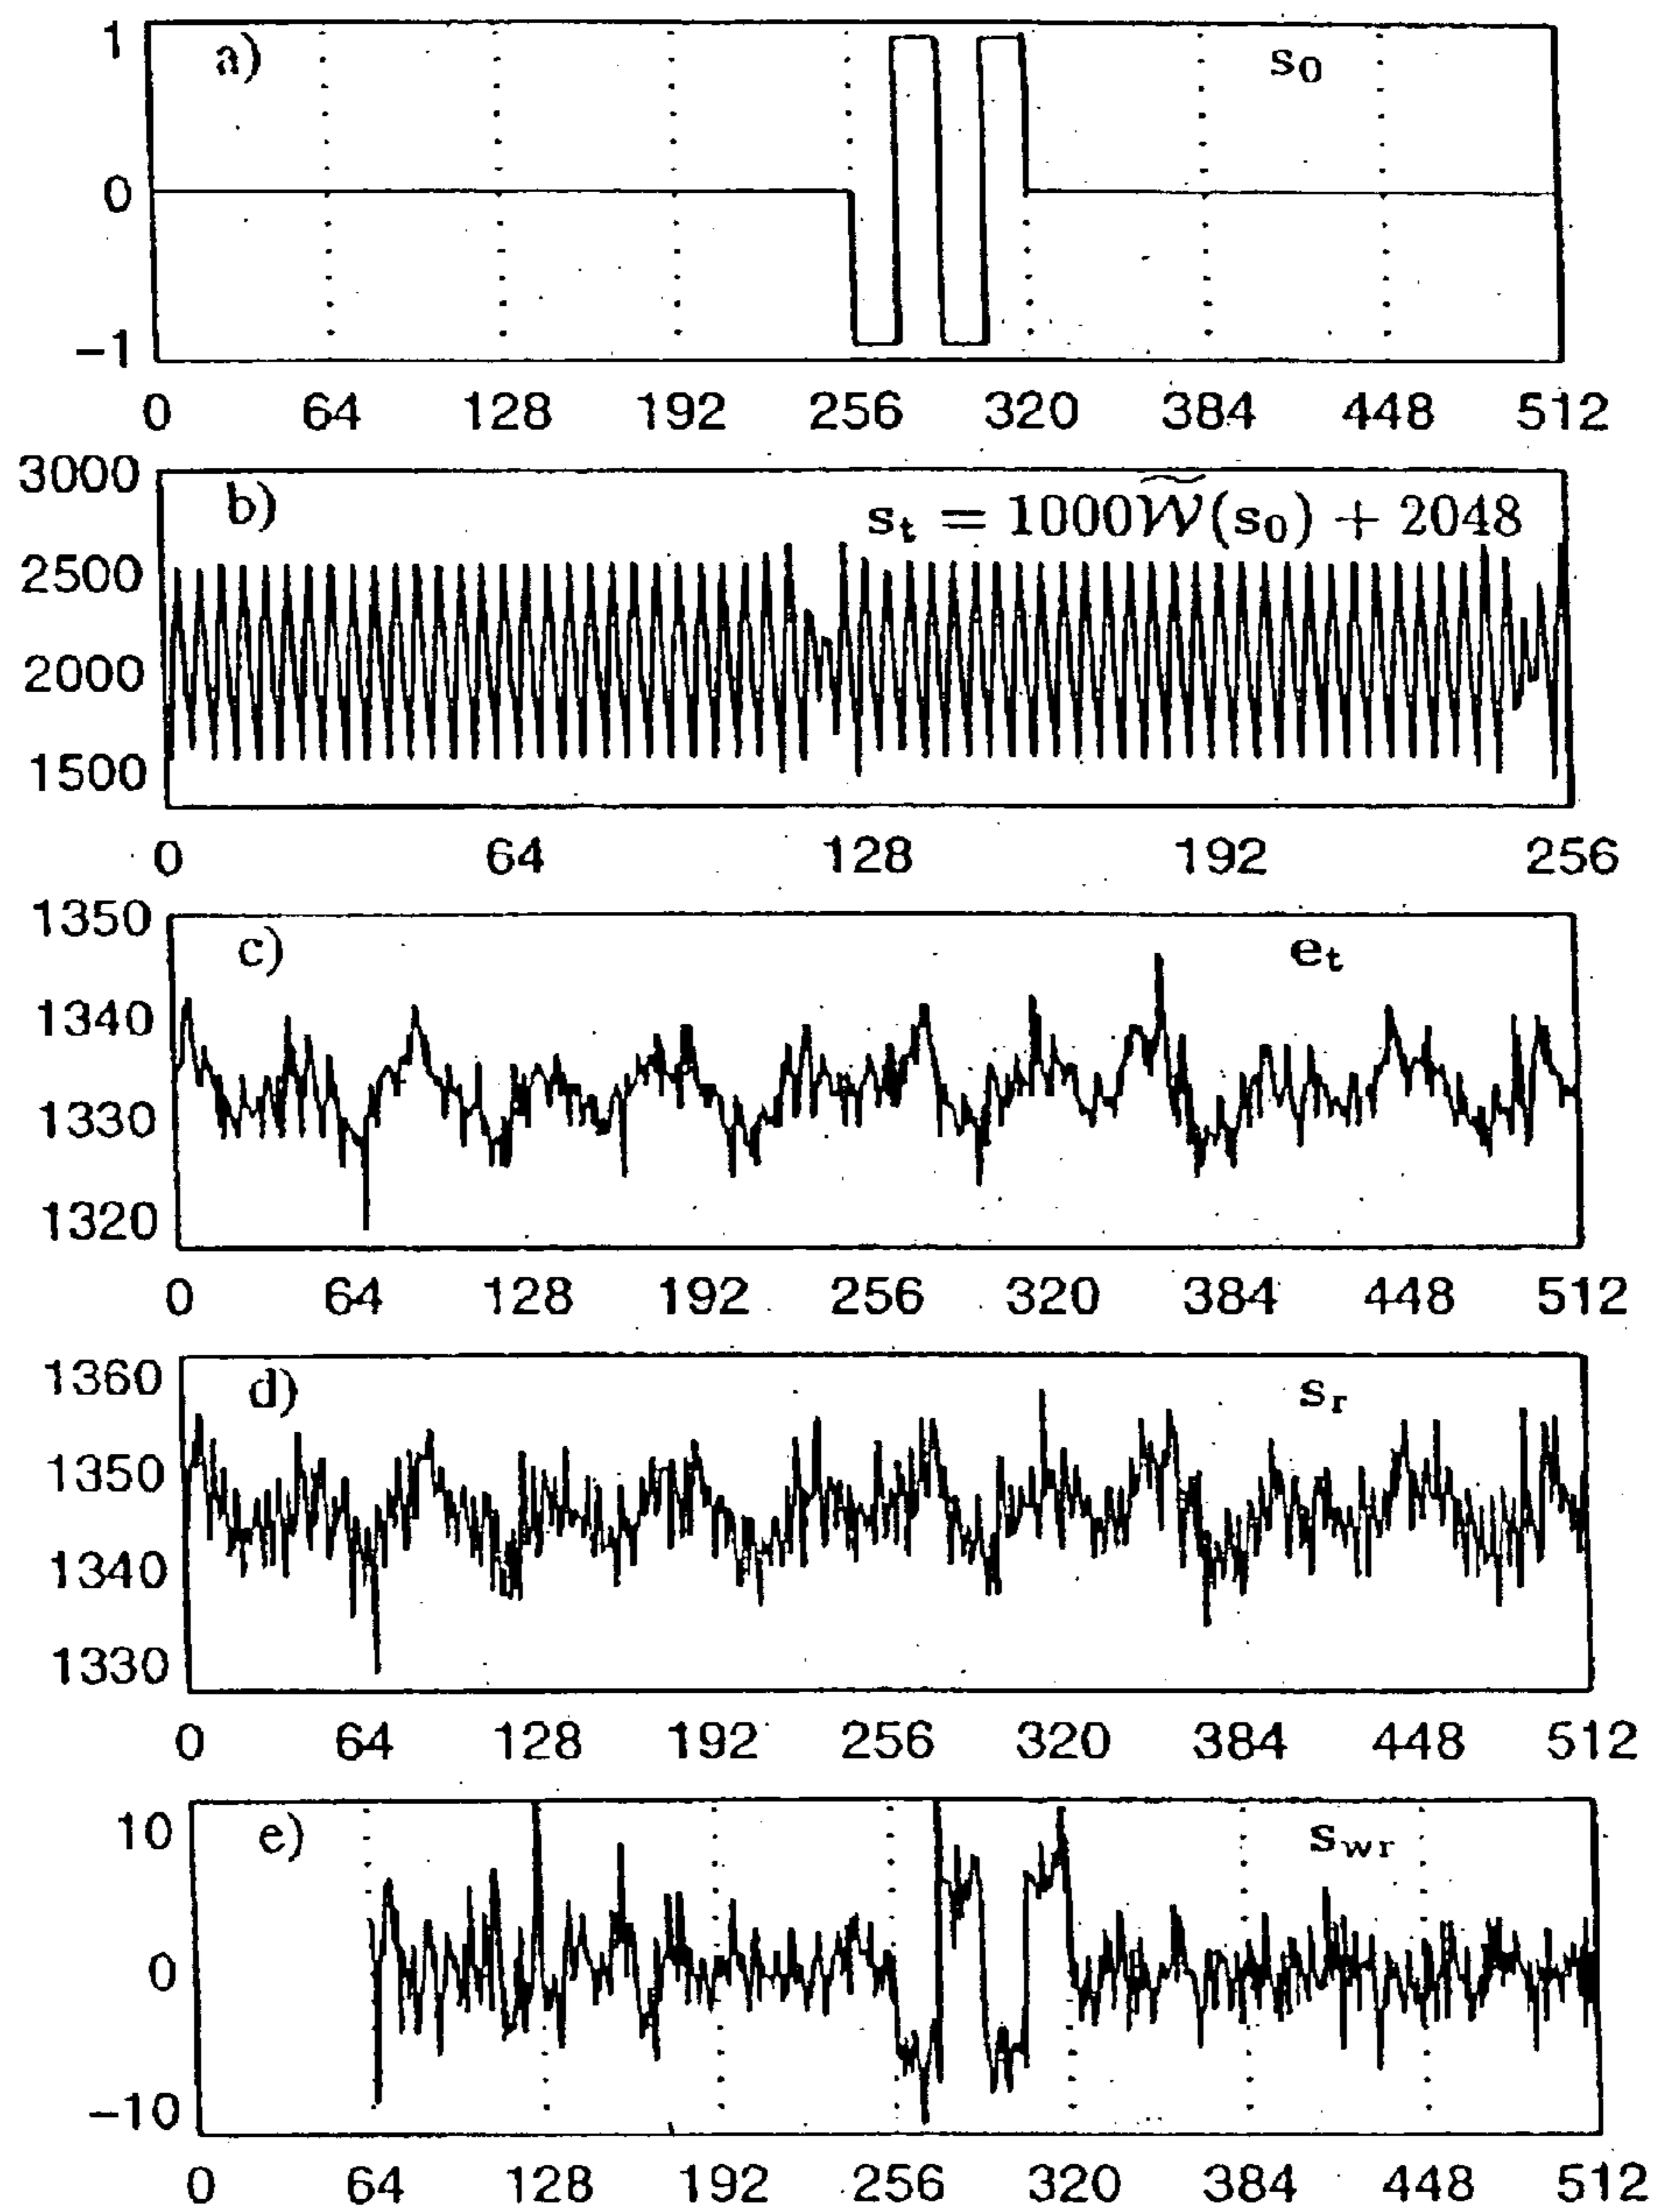 1
a)
s₀
0
−1
0 64 128 192 256 320 384 448 512
3000
b)
sₜ = 1000𝒲̃(s₀) + 2048
2500
2000
1500
0 64 128 192 256
1350
c)
eₜ
1340
1330
1320
0 64 128 192 256 320 384 448 512
1360
d)
sᵣ
1350
1340
1330
0 64 128 192 256 320 384 448 512
10
e)
s_wr
0
−10
0 64 128 192 256 320 384 448 512